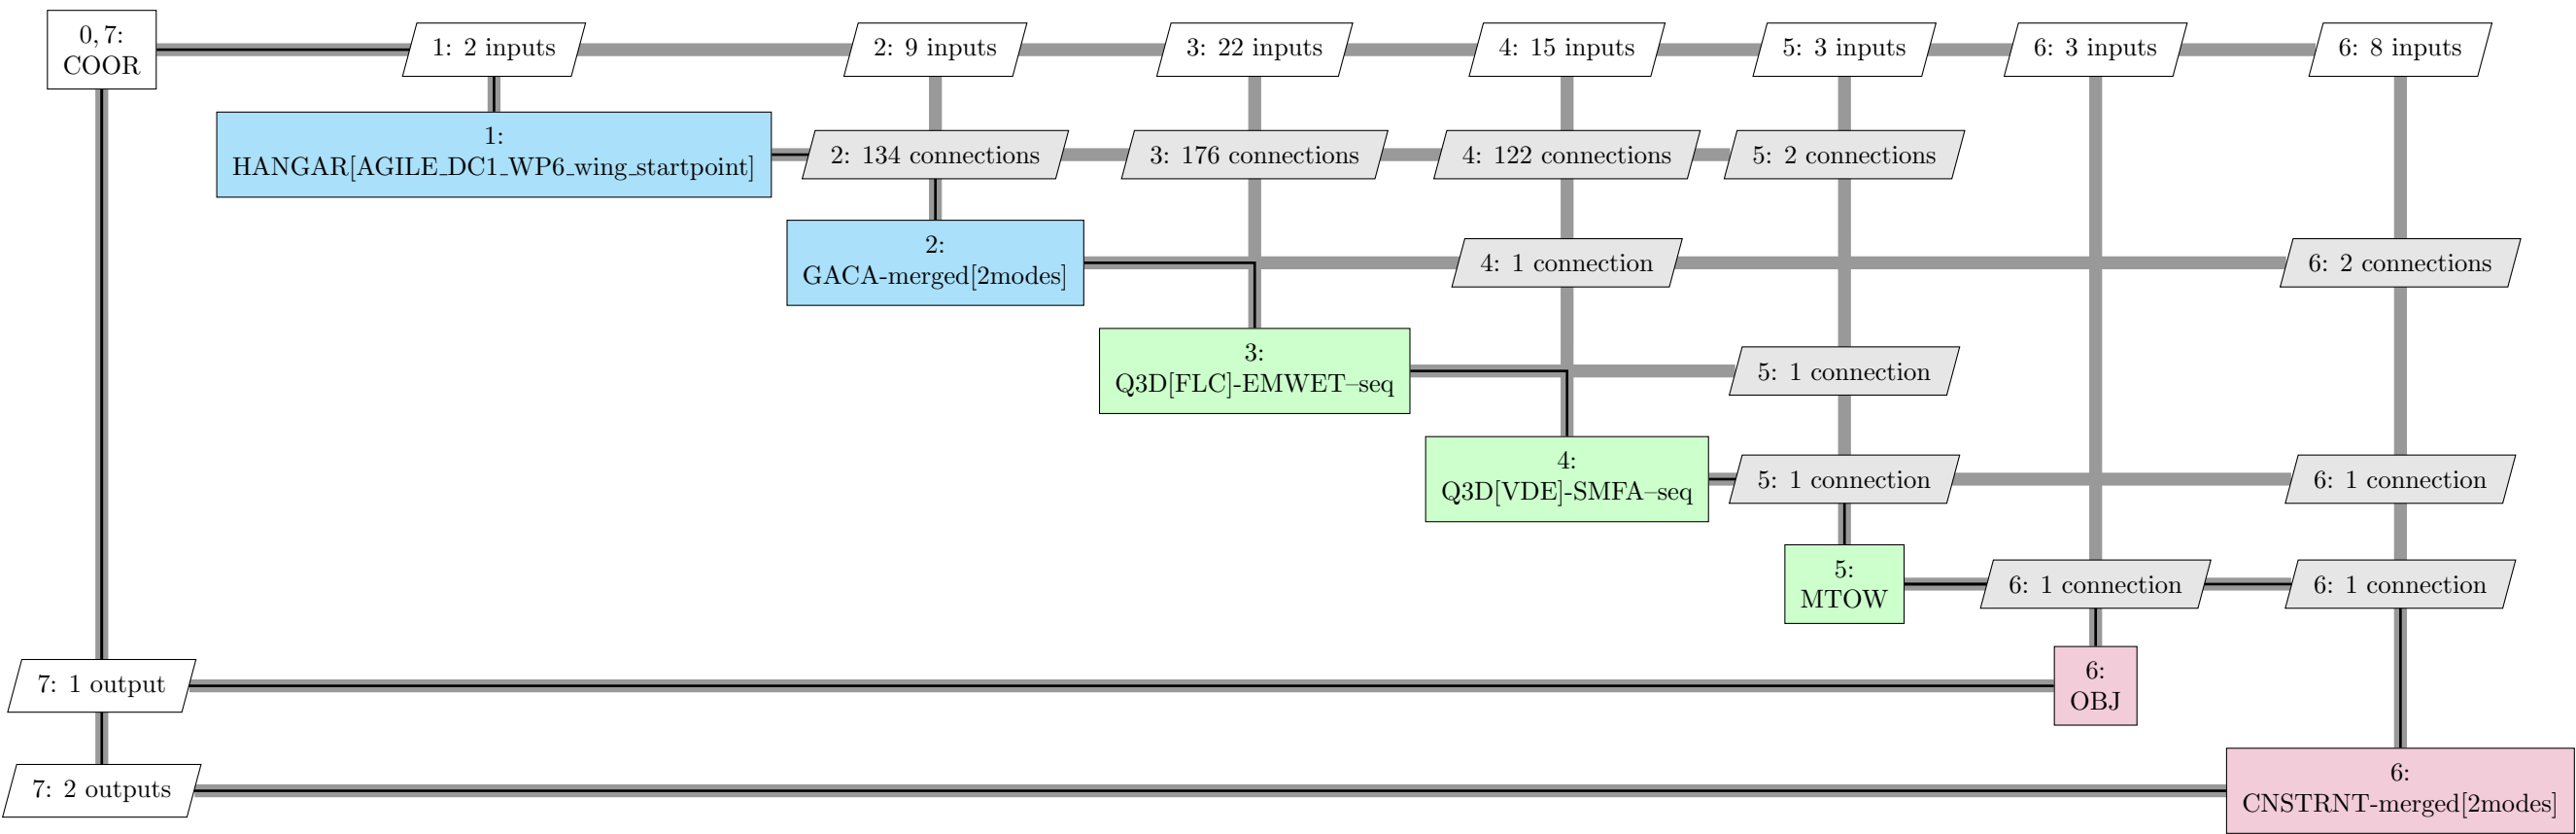 0, 7:
COOR
1: 2 inputs
2: 9 inputs
3: 22 inputs
4: 15 inputs
5: 3 inputs
6: 3 inputs
6: 8 inputs
1:
HANGAR[AGILE_DC1_WP6_wing_startpoint]
2: 134 connections
3: 176 connections
4: 122 connections
5: 2 connections
2:
GACA-merged[2modes]
4: 1 connection
6: 2 connections
3:
Q3D[FLC]-EMWET–seq
5: 1 connection
4:
Q3D[VDE]-SMFA–seq
5: 1 connection
6: 1 connection
5:
MTOW
6: 1 connection
6: 1 connection
7: 1 output
6:
OBJ
7: 2 outputs
6:
CNSTRNT-merged[2modes]